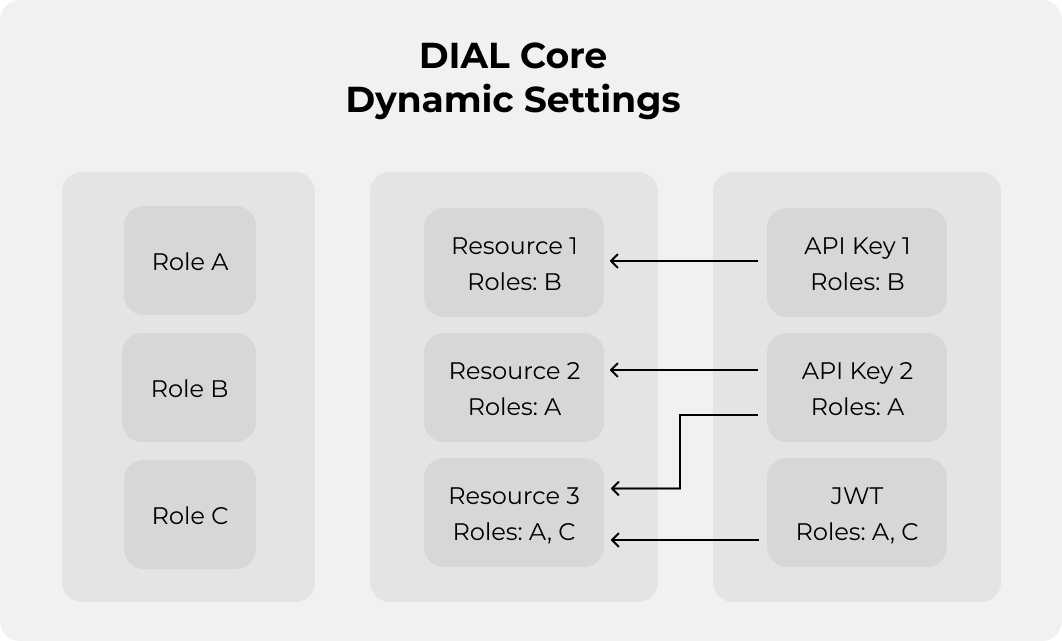 DIAL Core
Dynamic Settings
Role A
Role B
Role C
Resource 1
Roles: B
Resource 2
Roles: A
Resource 3
Roles: A, C
API Key 1
Roles: B
API Key 2
Roles: A
JWT
Roles: A, C